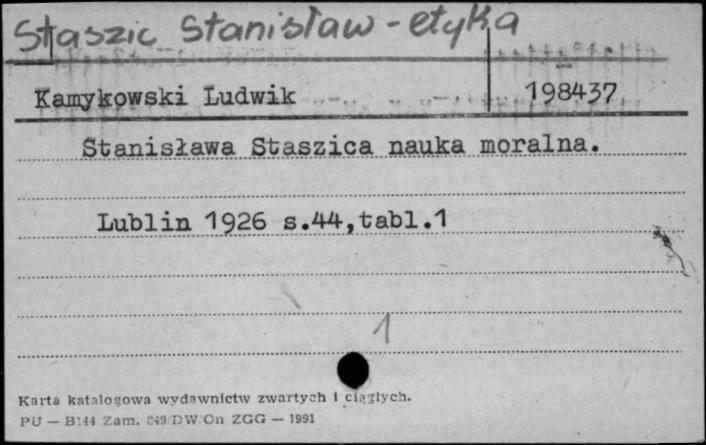 Staszic Stanisław - etyka
Kamykowski Ludwik 198437
Stanisława Staszica nauka moralna.
Lublin 1926 s.44,tabl.1
1
Karta katalogowa wydawnictw zwartych i ciągłych.
PU — B144 Zam. 849/DW/On ZGG — 1991